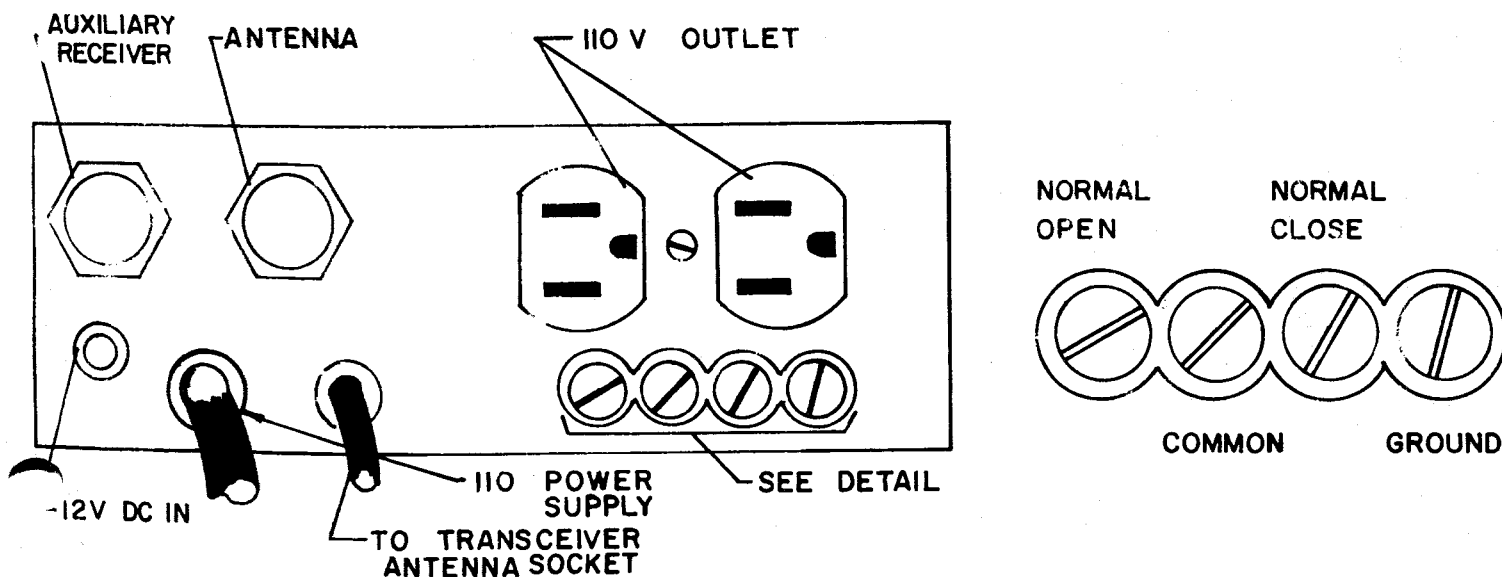 AUXILIARY
RECEIVER
ANTENNA
110 V OUTLET
NORMAL
OPEN
NORMAL
CLOSE
COMMON
GROUND
-12V DC IN
110 POWER
SUPPLY
SEE DETAIL
TO TRANSCEIVER
ANTENNA SOCKET